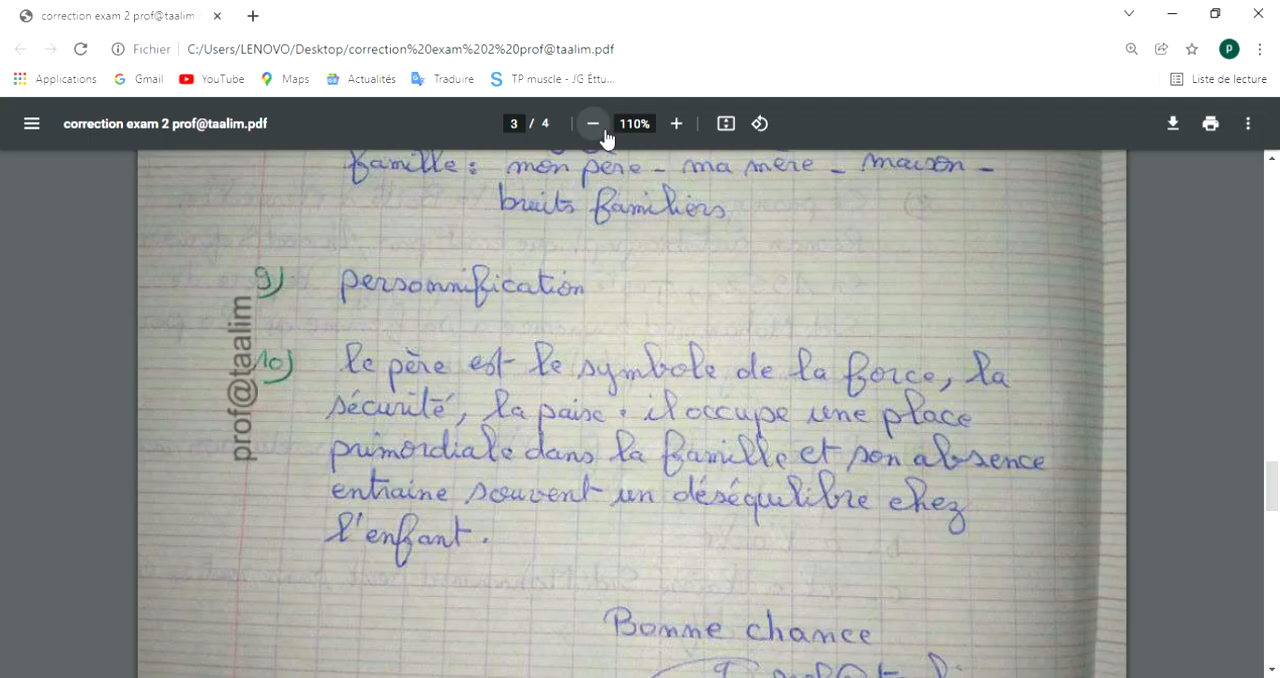 correction exam 2 prof@taalim
Fichier C:/Users/LENOVO/Desktop/correction%20exam%202%20prof@taalim.pdf
P
Applications Gmail YouTube Maps Actualités Traduire TP muscle - JG Éttu... Liste de lecture
correction exam 2 prof@taalim.pdf 3 / 4 110%
famille : mon père - ma mère - maison -
bruits familiers
9) personnification
10) le père est le symbole de la force, la
sécurité, la paise. il occupe une place
primordiale dans la famille et son absence
entraine souvent un déséqulibre chez
l'enfant.
prof@taalim
Bonne chance